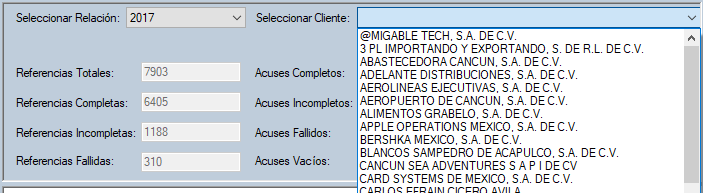 Seleccionar Relación: 2017 Seleccionar Cliente:
@MIGABLE TECH, S.A. DE C.V.
3 PL IMPORTANDO Y EXPORTANDO, S. DE R.L. DE C.V.
ABASTECEDORA CANCUN, S.A. DE C.V.
ADELANTE DISTRIBUCIONES, S.A. DE C.V.
AEROLINEAS EJECUTIVAS, S.A. DE C.V.
AEROPUERTO DE CANCUN, S.A. DE C.V.
ALIMENTOS GRABELO, S.A. DE C.V.
APPLE OPERATIONS MEXICO, S.A. DE C.V.
BERSHKA MEXICO, S.A. DE C.V.
BLANCOS SAMPEDRO DE ACAPULCO, S.A. DE C.V.
CANCUN SEA ADVENTURES S A P I DE CV
CARD SYSTEMS DE MEXICO, S.A. DE C.V.
CARLOS EFRAIN CICERO AVILA
Referencias Totales: 7903 Acuses Completos:
Referencias Completas: 6405 Acuses Incompletos:
Referencias Incompletas: 1188 Acuses Fallidos:
Referencias Fallidas: 310 Acuses Vacíos: